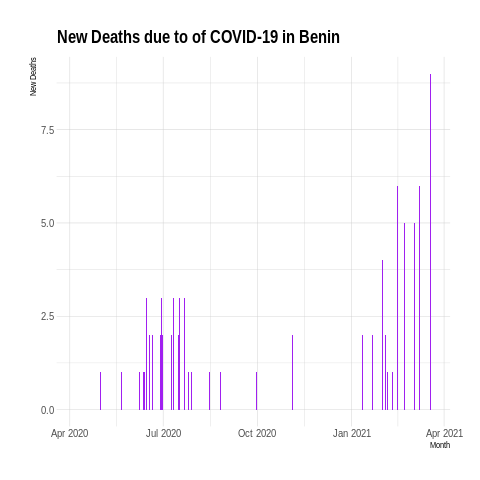 New Deaths due to of COVID-19 in Benin
New Deaths
7.5
5.0
2.5
0.0
Apr 2020 Jul 2020 Oct 2020 Jan 2021 Apr 2021
Month